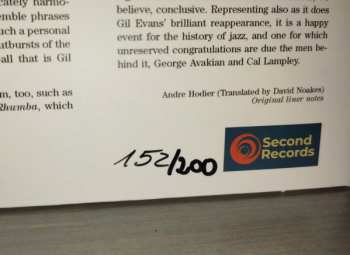 ately harmo-
emble phrases
uch a personal
utbursts of the
all that is Gil
m, too, such as
Rhumba, which
believe, conclusive. Representing also as it does
Gil Evans' brilliant reappearance, it is a happy
event for the history of jazz, and one for which
unreserved congratulations are due the men be-
hind it, George Avakian and Cal Lampley.
Andre Hodier (Translated by David Noakes)
Original liner notes
152/200
Second
Records